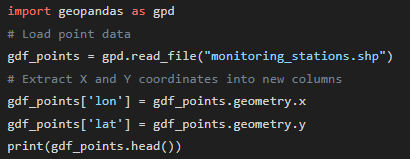 import geopandas as gpd
# Load point data
gdf_points = gpd.read_file("monitoring_stations.shp")
# Extract X and Y coordinates into new columns
gdf_points['lon'] = gdf_points.geometry.x
gdf_points['lat'] = gdf_points.geometry.y
print(gdf_points.head())